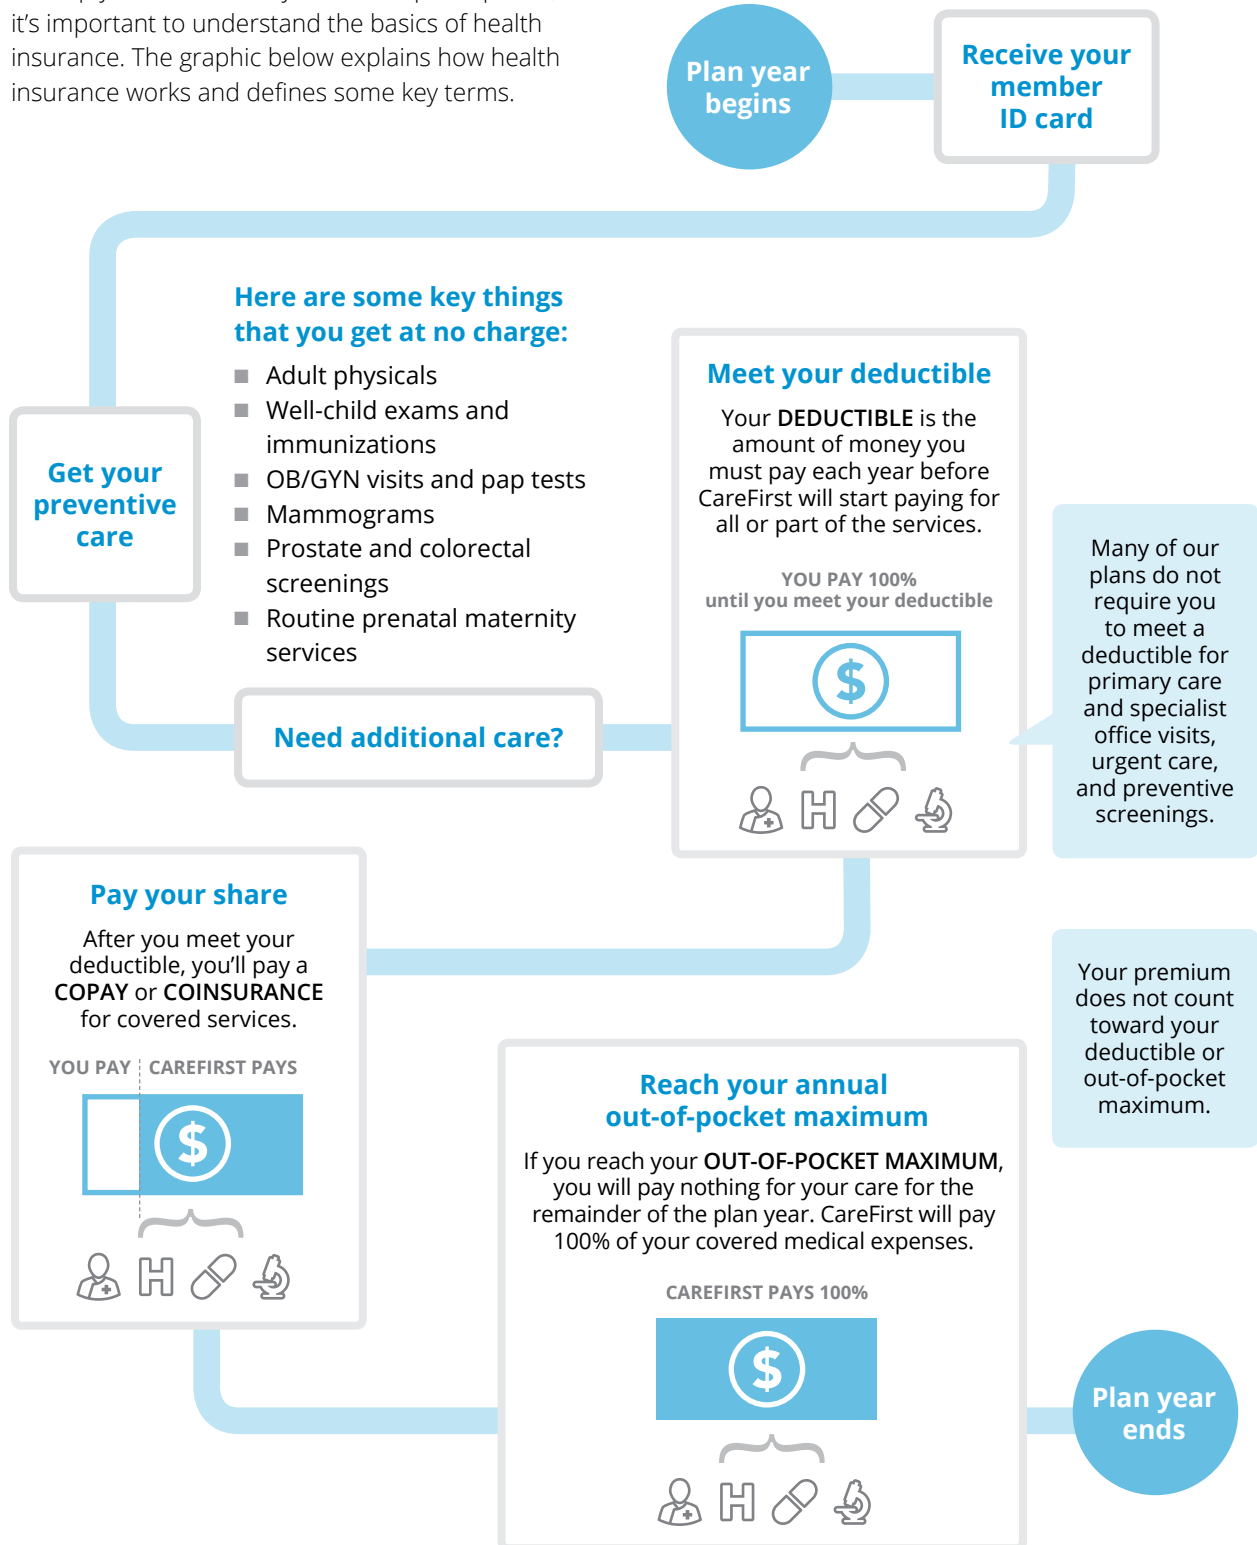 it’s important to understand the basics of health
insurance. The graphic below explains how health
insurance works and defines some key terms.
Plan year
begins
Receive your
member
ID card
Here are some key things
that you get at no charge:
■ Adult physicals
■ Well-child exams and
immunizations
■ OB/GYN visits and pap tests
■ Mammograms
■ Prostate and colorectal
screenings
■ Routine prenatal maternity
services
Get your
preventive
care
Need additional care?
Meet your deductible
Your DEDUCTIBLE is the
amount of money you
must pay each year before
CareFirst will start paying for
all or part of the services.
YOU PAY 100%
until you meet your deductible
$
H
Many of our
plans do not
require you
to meet a
deductible for
primary care
and specialist
office visits,
urgent care,
and preventive
screenings.
Pay your share
After you meet your
deductible, you’ll pay a
COPAY or COINSURANCE
for covered services.
YOU PAY CAREFIRST PAYS
$
H
Your premium
does not count
toward your
deductible or
out-of-pocket
maximum.
Reach your annual
out-of-pocket maximum
If you reach your OUT-OF-POCKET MAXIMUM,
you will pay nothing for your care for the
remainder of the plan year. CareFirst will pay
100% of your covered medical expenses.
CAREFIRST PAYS 100%
$
H
Plan year
ends